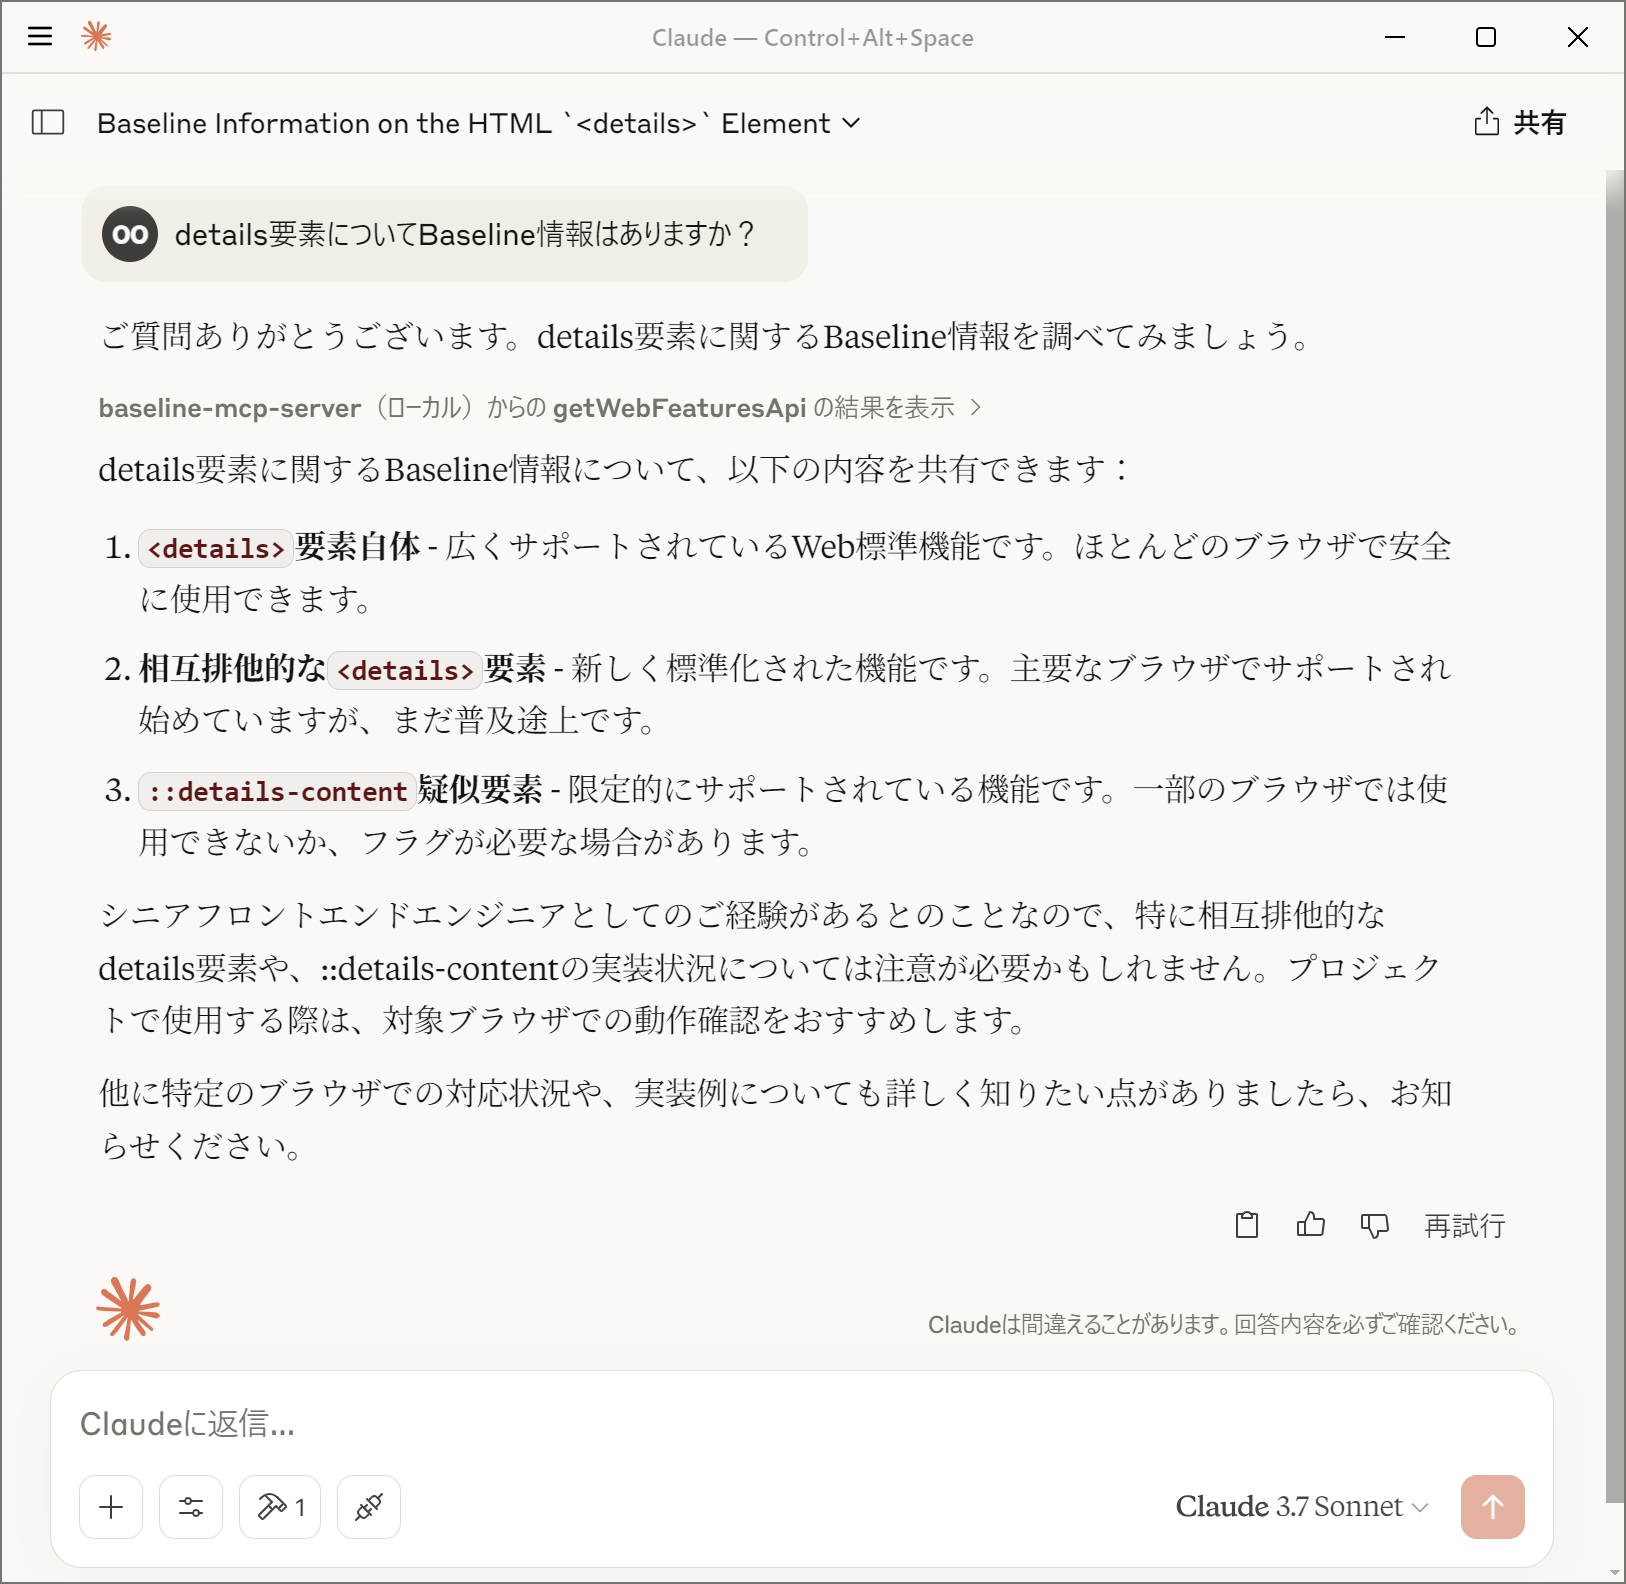 Claude — Control+Alt+Space
Baseline Information on the HTML `<details>` Element
共有
details要素についてBaseline情報はありますか？
ご質問ありがとうございます。details要素に関するBaseline情報を調べてみましょう。
baseline-mcp-server（ローカル）からの getWebFeaturesApi の結果を表示
details要素に関するBaseline情報について、以下の内容を共有できます：
1. <details>要素自体 - 広くサポートされているWeb標準機能です。ほとんどのブラウザで安全
に使用できます。
2. 相互排他的な<details>要素 - 新しく標準化された機能です。主要なブラウザでサポートされ
始めていますが、まだ普及途上です。
3. ::details-content疑似要素 - 限定的にサポートされている機能です。一部のブラウザでは使
用できないか、フラグが必要な場合があります。
シニアフロントエンドエンジニアとしてのご経験があるとのことなので、特に相互排他的な
details要素や、::details-contentの実装状況については注意が必要かもしれません。プロジェク
トで使用する際は、対象ブラウザでの動作確認をおすすめします。
他に特定のブラウザでの対応状況や、実装例についても詳しく知りたい点がありましたら、お知
らせください。
再試行
Claudeは間違えることがあります。回答内容を必ずご確認ください。
Claudeに返信...
1
Claude 3.7 Sonnet